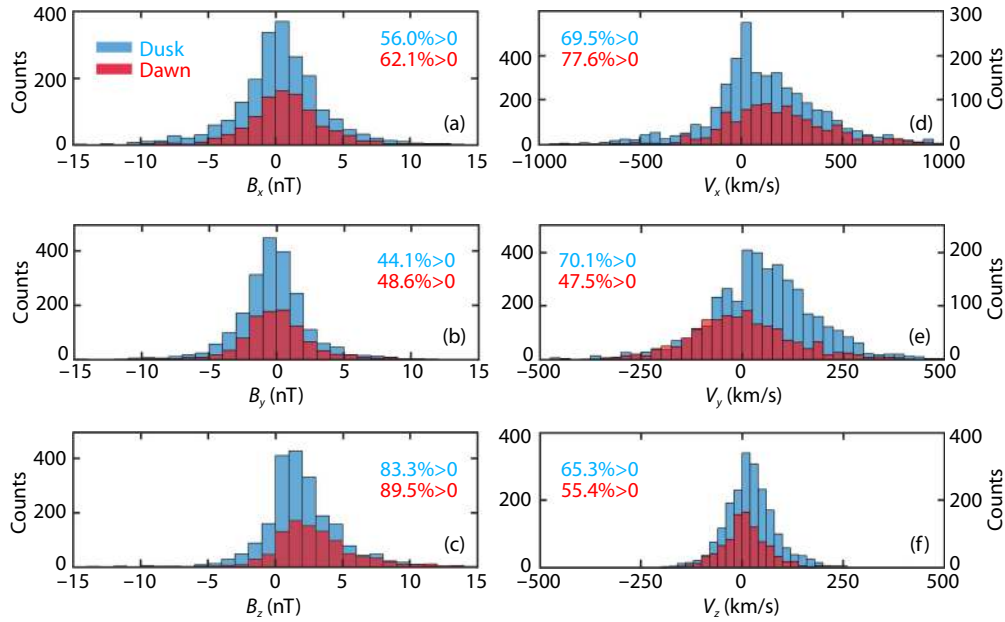 400
200
0
Counts
Dusk
Dawn
56.0%>0
62.1%>0
(a)
−15 −10 −5 0 5 10 15
Bx (nT)
400
200
0
Counts
69.5%>0
77.6%>0
(d)
300
200
100
0
Counts
−1000 −500 0 500 1000
Vx (km/s)
400
200
0
Counts
44.1%>0
48.6%>0
(b)
−15 −10 −5 0 5 10 15
By (nT)
400
200
0
70.1%>0
47.5%>0
(e)
200
100
0
Counts
−500 −250 0 250 500
Vy (km/s)
400
200
0
Counts
83.3%>0
89.5%>0
(c)
−15 −10 −5 0 5 10 15
Bz (nT)
400
200
0
65.3%>0
55.4%>0
(f)
400
300
200
100
0
Counts
−500 −250 0 250 500
Vz (km/s)